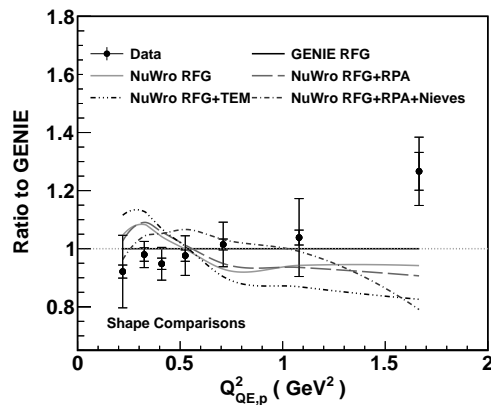 1.8
1.6
1.4
1.2
1
0.8
Ratio to GENIE
Data GENIE RFG
NuWro RFG NuWro RFG+RPA
NuWro RFG+TEM NuWro RFG+RPA+Nieves
Shape Comparisons
0 0.5 1 1.5 2
Q²QE,p ( GeV²)